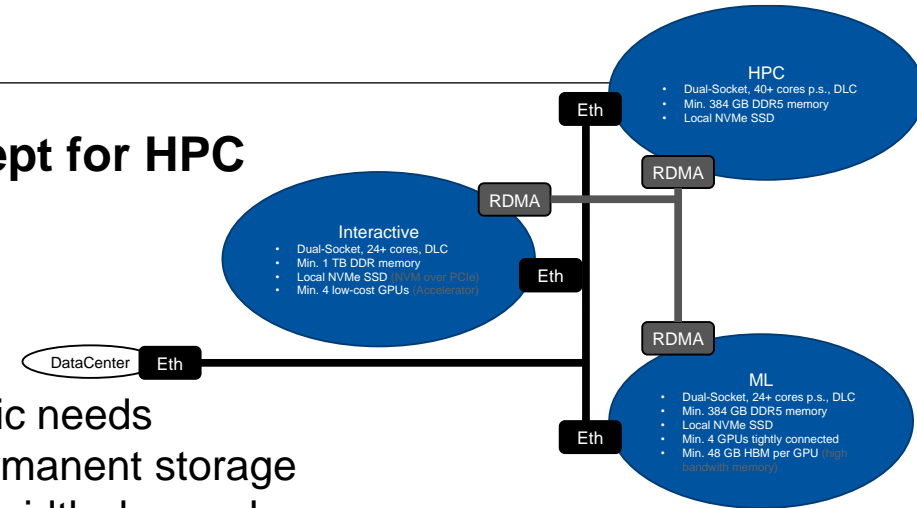 ept for HPC
HPC
• Dual-Socket, 40+ cores p.s., DLC
• Min. 384 GB DDR5 memory
• Local NVMe SSD
Eth
RDMA
RDMA
Interactive
• Dual-Socket, 24+ cores, DLC
• Min. 1 TB DDR memory
• Local NVMe SSD (NVM over PCIe)
• Min. 4 low-cost GPUs (Accelerator)
Eth
DataCenter
Eth
RDMA
ML
• Dual-Socket, 24+ cores p.s., DLC
• Min. 384 GB DDR5 memory
• Local NVMe SSD
• Min. 4 GPUs tightly connected
• Min. 48 GB HBM per GPU (high
bandwith memory)
Eth
ic needs
rmanent storage